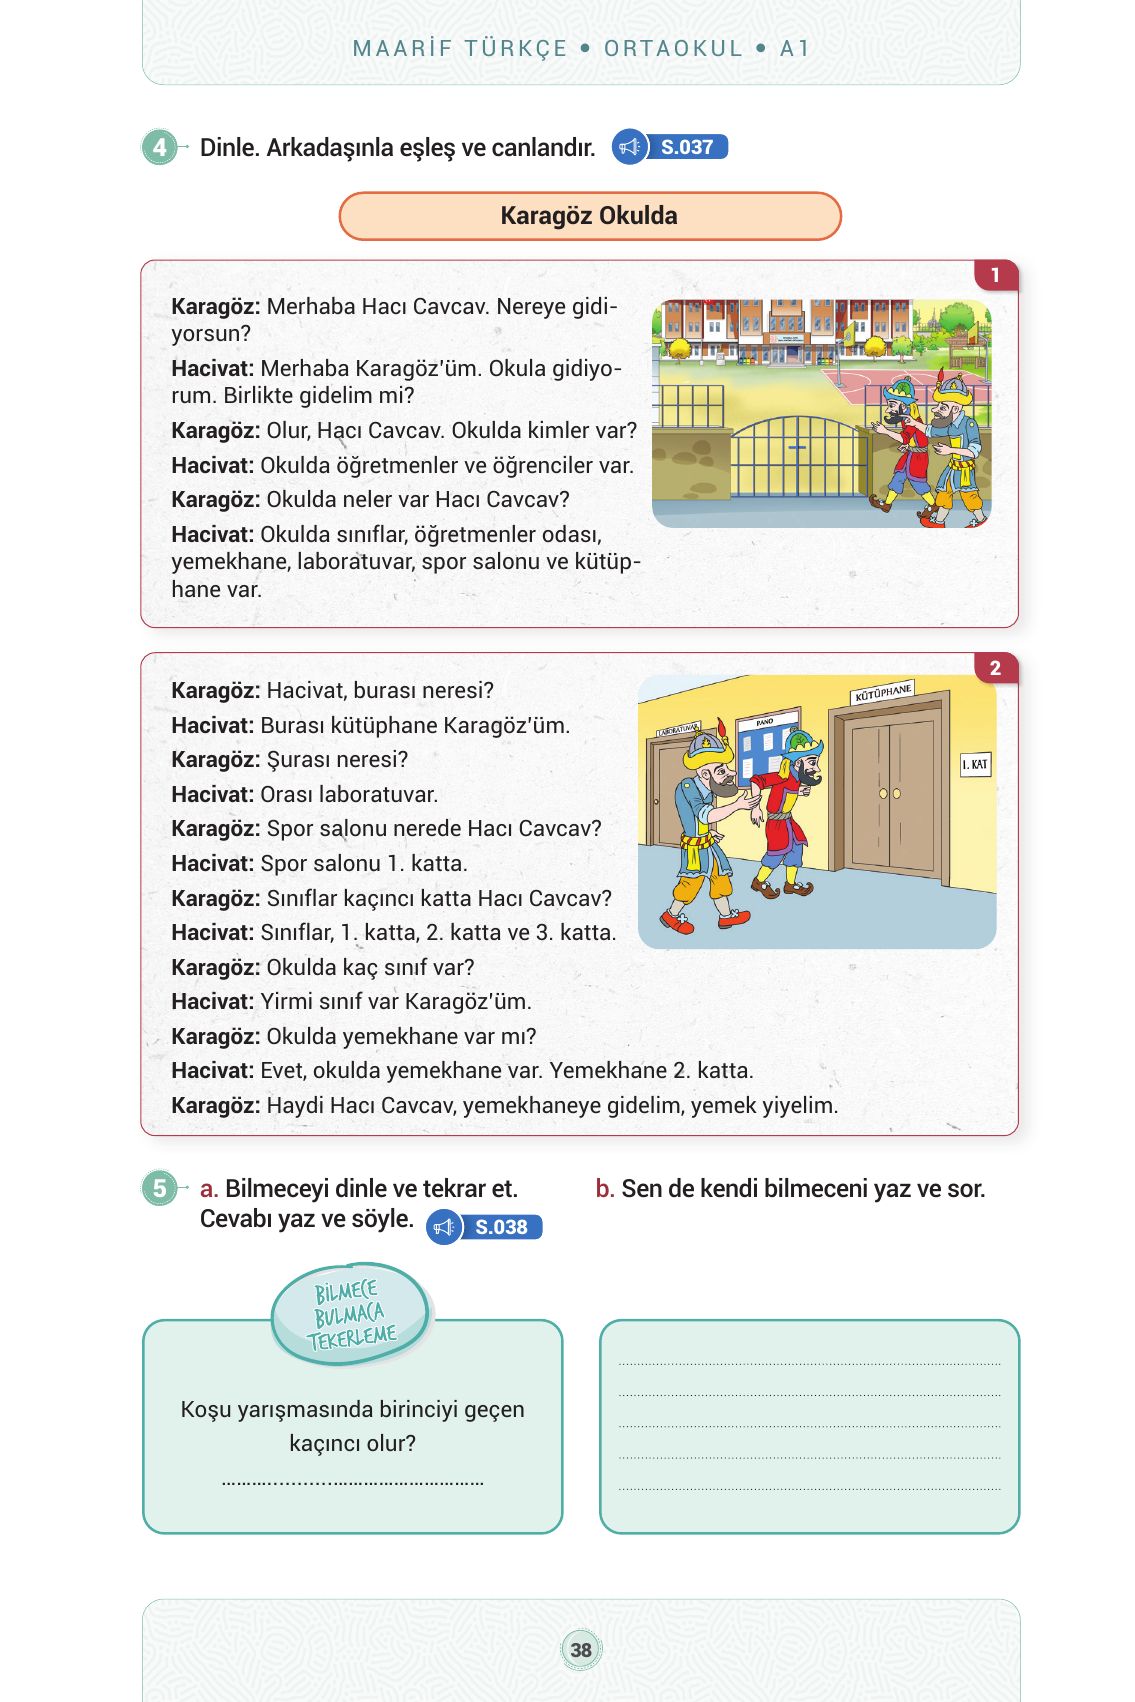 MAARİF TÜRKÇE • ORTAOKUL • A1
4 Dinle. Arkadaşınla eşleş ve canlandır. S.037
Karagöz Okulda
1
Karagöz: Merhaba Hacı Cavcav. Nereye gidi-
yorsun?
Hacivat: Merhaba Karagöz'üm. Okula gidiyo-
rum. Birlikte gidelim mi?
Karagöz: Olur, Hacı Cavcav. Okulda kimler var?
Hacivat: Okulda öğretmenler ve öğrenciler var.
Karagöz: Okulda neler var Hacı Cavcav?
Hacivat: Okulda sınıflar, öğretmenler odası,
yemekhane, laboratuvar, spor salonu ve kütüp-
hane var.
2
Karagöz: Hacivat, burası neresi?
Hacivat: Burası kütüphane Karagöz'üm.
Karagöz: Şurası neresi?
Hacivat: Orası laboratuvar.
Karagöz: Spor salonu nerede Hacı Cavcav?
Hacivat: Spor salonu 1. katta.
Karagöz: Sınıflar kaçıncı katta Hacı Cavcav?
Hacivat: Sınıflar, 1. katta, 2. katta ve 3. katta.
Karagöz: Okulda kaç sınıf var?
Hacivat: Yirmi sınıf var Karagöz'üm.
Karagöz: Okulda yemekhane var mı?
Hacivat: Evet, okulda yemekhane var. Yemekhane 2. katta.
Karagöz: Haydi Hacı Cavcav, yemekhaneye gidelim, yemek yiyelim.
LABORATUVAR
PANO
KÜTÜPHANE
1. KAT
5 a. Bilmeceyi dinle ve tekrar et.
Cevabı yaz ve söyle. S.038
b. Sen de kendi bilmeceni yaz ve sor.
BİLMECE
BULMACA
TEKERLEME
Koşu yarışmasında birinciyi geçen
kaçıncı olur?
38